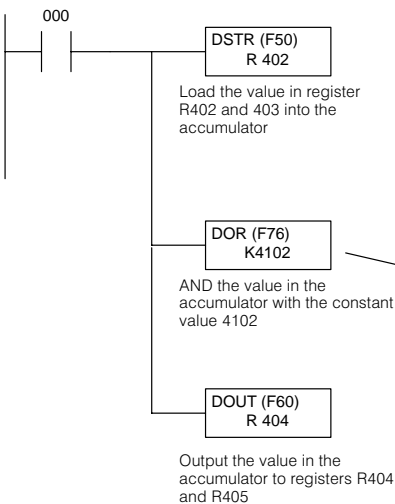 000
DSTR (F50)
R 402
Load the value in register
R402 and 403 into the
accumulator
DOR (F76)
K4102
AND the value in the
accumulator with the constant
value 4102
DOUT (F60)
R 404
Output the value in the
accumulator to registers R404
and R405